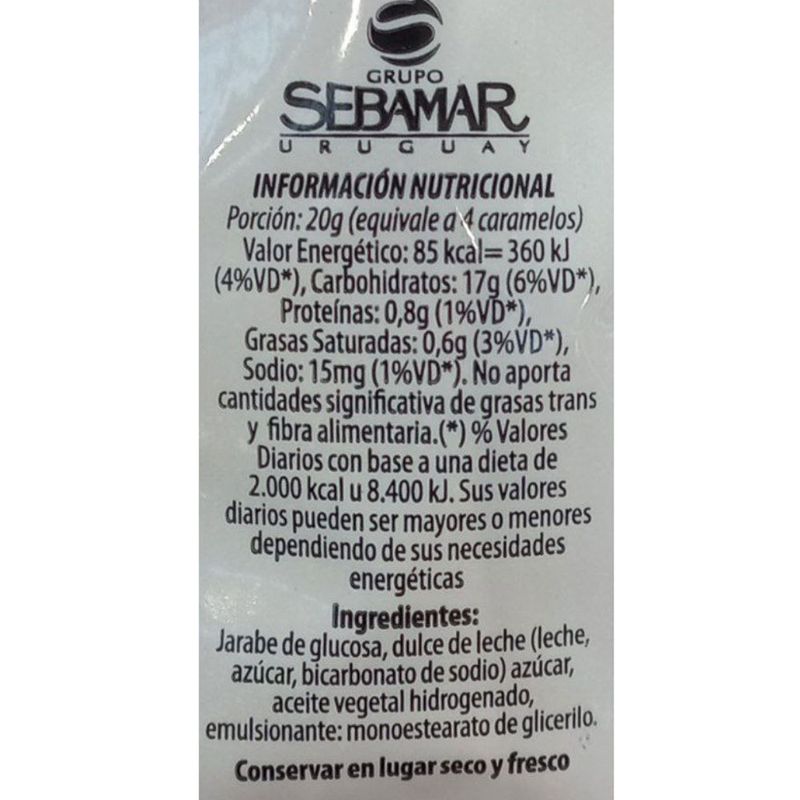 GRUPO
SEBAMAR
URUGUAY
INFORMACIÓN NUTRICIONAL
Porción: 20g (equivale a 4 caramelos)
Valor Energético: 85 kcal= 360 kJ
(4%VD*), Carbohidratos: 17g (6%VD*),
Proteínas: 0,8g (1%VD*),
Grasas Saturadas: 0,6g (3%VD*),
Sodio: 15mg (1%VD*). No aporta
cantidades significativa de grasas trans
y fibra alimentaria.(*) % Valores
Diarios con base a una dieta de
2.000 kcal u 8.400 kJ. Sus valores
diarios pueden ser mayores o menores
dependiendo de sus necesidades
energéticas
Ingredientes:
Jarabe de glucosa, dulce de leche (leche,
azúcar, bicarbonato de sodio) azúcar,
aceite vegetal hidrogenado,
emulsionante: monoestearato de glicerilo.
Conservar en lugar seco y fresco